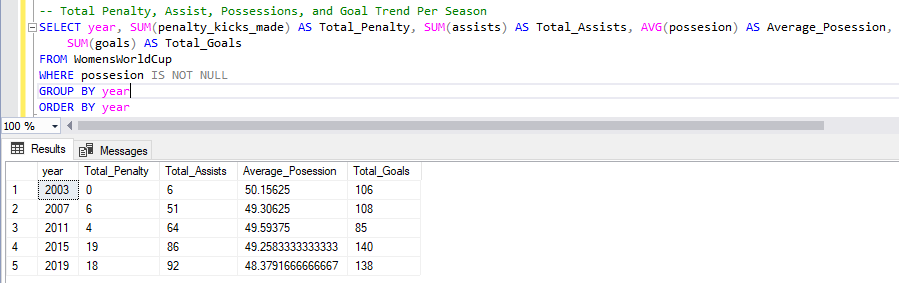 -- Total Penalty, Assist, Possessions, and Goal Trend Per Season
SELECT year, SUM(penalty_kicks_made) AS Total_Penalty, SUM(assists) AS Total_Assists, AVG(possesion) AS Average_Posession,
SUM(goals) AS Total_Goals
FROM WomensWorldCup
WHERE possesion IS NOT NULL
GROUP BY year
ORDER BY year
100 %
Results Messages
year Total_Penalty Total_Assists Average_Posession Total_Goals
1 2003 0 6 50.15625 106
2 2007 6 51 49.30625 108
3 2011 4 64 49.59375 85
4 2015 19 86 49.2583333333333 140
5 2019 18 92 48.3791666666667 138